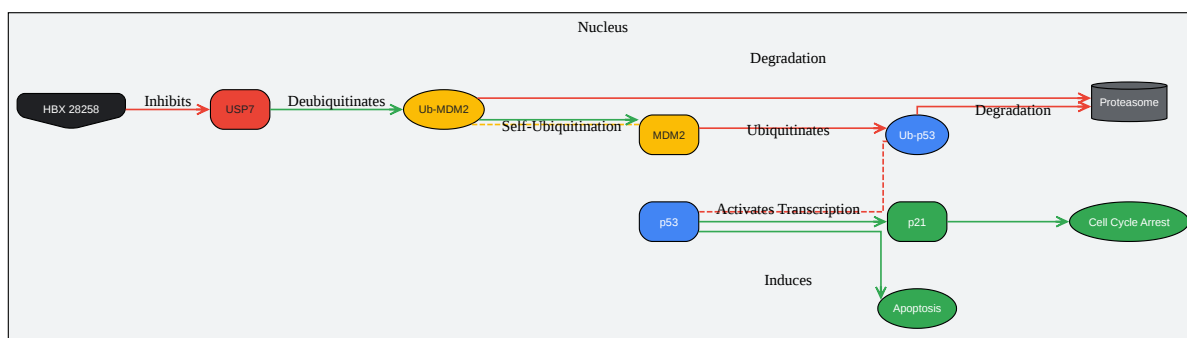 Nucleus
Degradation
HBX 28258
Inhibits
USP7
Deubiquitinates
Ub-MDM2
Proteasome
Degradation
Self-Ubiquitination
MDM2
Ubiquitinates
Ub-p53
p53
Activates Transcription
p21
Cell Cycle Arrest
Induces
Apoptosis